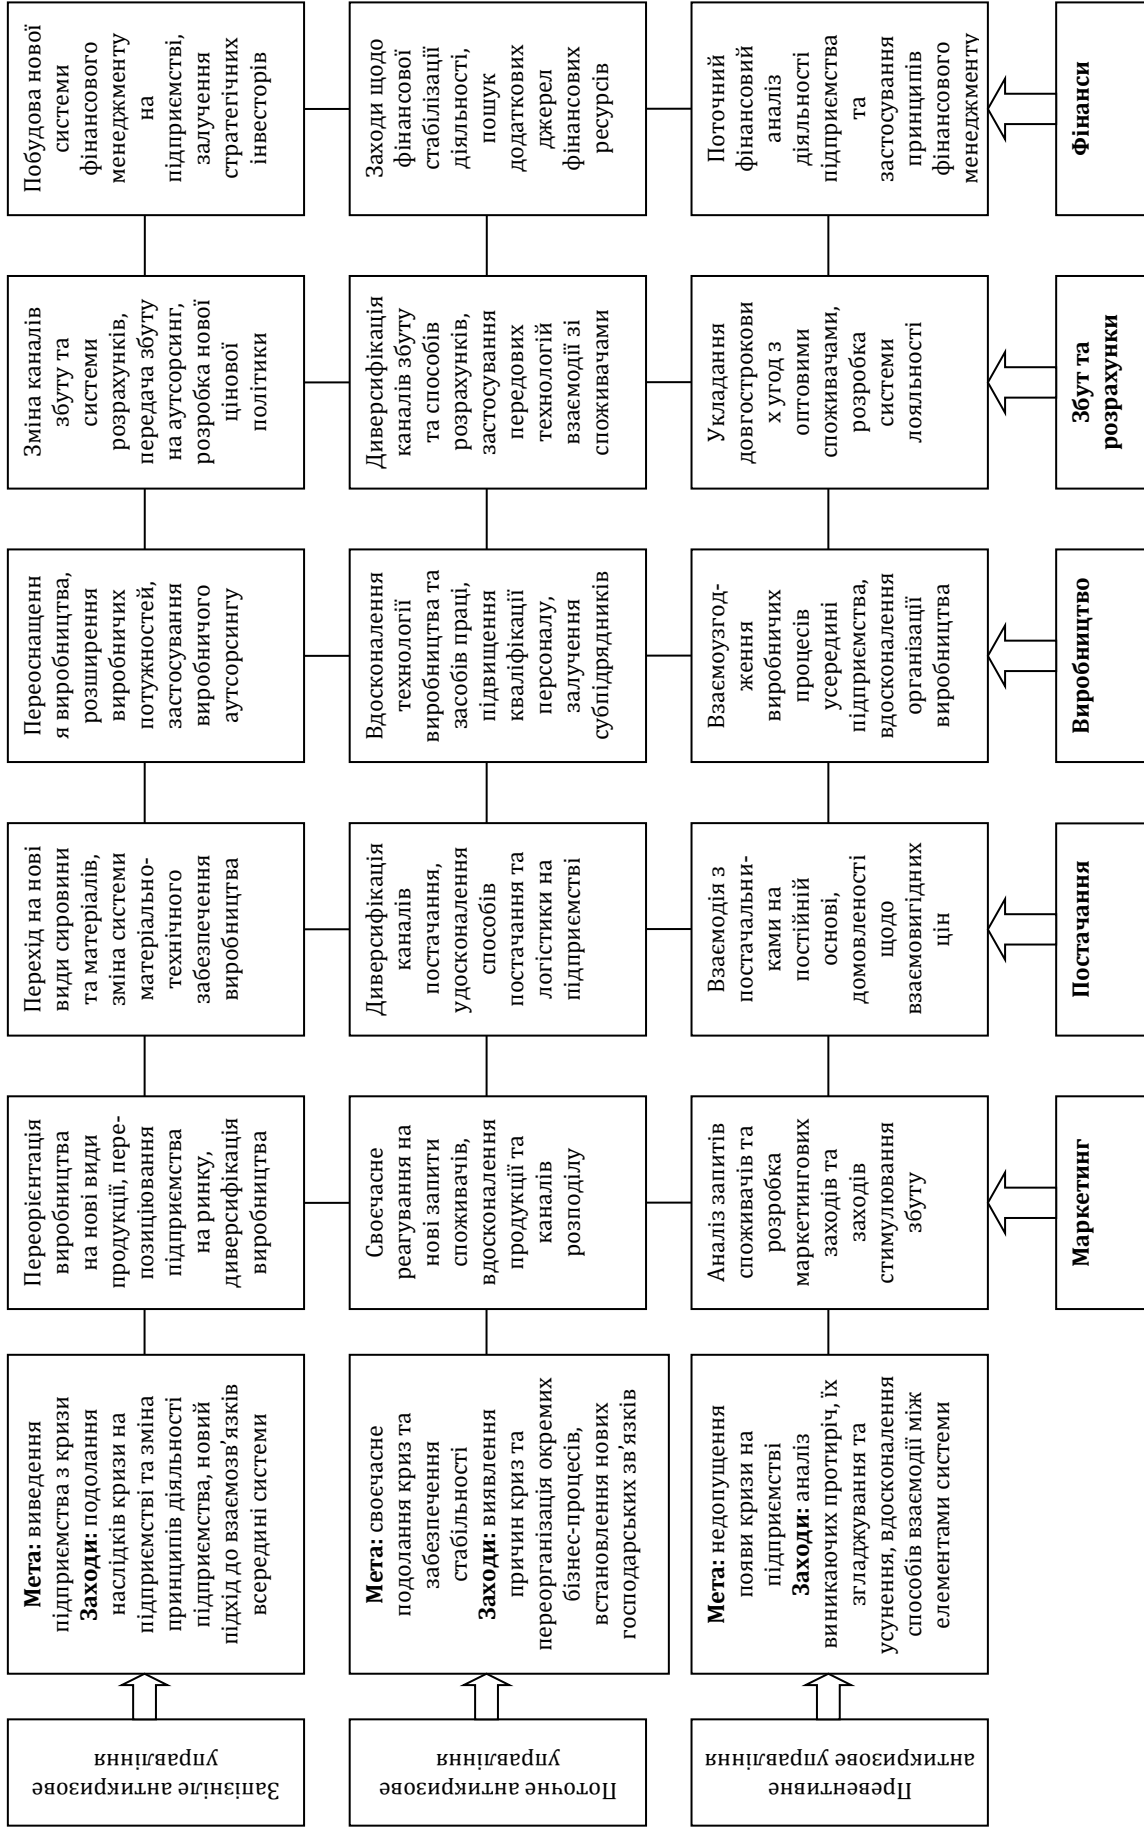 Запізніле антикризове
управління
Мета: виведення
підприємства з кризи
Заходи: подолання
наслідків кризи на
підприємстві та зміна
принципів діяльності
підприємства, новий
підхід до взаємозв’язків
всередині системи
Переорієнтація
виробництва
на нові види
продукції, пере-
позиціювання
підприємства
на ринку,
диверсифікація
виробництва
Перехід на нові
види сировини
та матеріалів,
зміна системи
матеріально-
технічного
забезпечення
виробництва
Переоснащенн
я виробництва,
розширення
виробничих
потужностей,
застосування
виробничого
аутсорсингу
Зміна каналів
збуту та
системи
розрахунків,
передача збуту
на аутсорсинг,
розробка нової
цінової
політики
Побудова нової
системи
фінансового
менеджменту
на
підприємстві,
залучення
стратегічних
інвесторів
Поточне антикризове
управління
Мета: своєчасне
подолання криз та
забезпечення
стабільності
Заходи: виявлення
причин криз та
переорганізація окремих
бізнес-процесів,
встановлення нових
господарських зв’язків
Своєчасне
реагування на
нові запити
споживачів,
вдосконалення
продукції та
каналів
розподілу
Диверсифікація
каналів
постачання,
удосконалення
способів
постачання та
логістики на
підприємстві
Вдосконалення
технології
виробництва та
засобів праці,
підвищення
кваліфікації
персоналу,
залучення
субпідрядників
Диверсифікація
каналів збуту
та способів
розрахунків,
застосування
передових
технологій
взаємодії зі
споживачами
Заходи щодо
фінансової
стабілізації
діяльності,
пошук
додаткових
джерел
фінансових
ресурсів
Превентивне
антикризове управління
Мета: недопущення
появи кризи на
підприємстві
Заходи: аналіз
виникаючих протиріч, їх
згладжування та
усунення, вдосконалення
способів взаємодії між
елементами системи
Аналіз запитів
споживачів та
розробка
маркетингових
заходів та
заходів
стимулювання
збуту
Взаємодія з
постачальни-
ками на
постійній
основі,
домовленості
щодо
взаємовигідних
цін
Взаємоузгод-
ження
виробничих
процесів
усередині
підприємства,
вдосконалення
організації
виробництва
Укладання
довгострокови
х угод з
оптовими
споживачами,
розробка
системи
лояльності
Поточний
фінансовий
аналіз
діяльності
підприємства
та
застосування
принципів
фінансового
менеджменту
Маркетинг
Постачання
Виробництво
Збут та
розрахунки
Фінанси